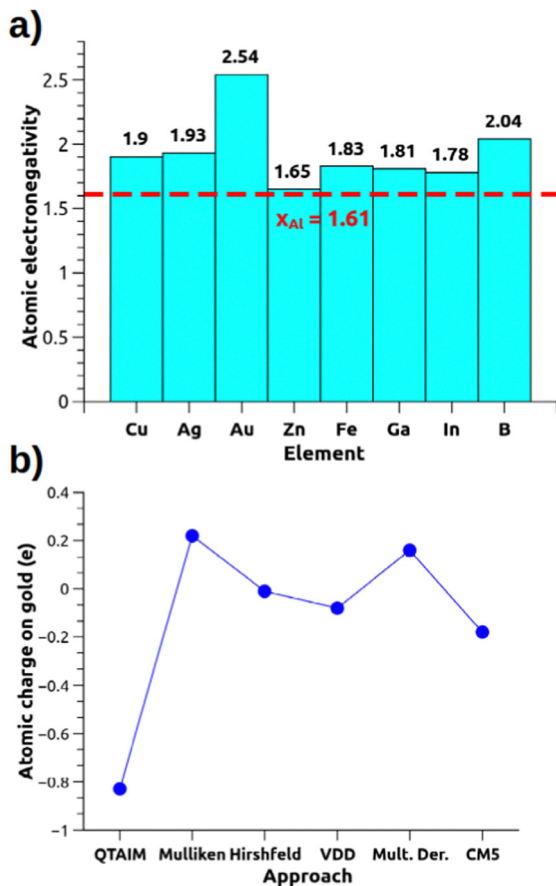 a)
Atomic electronegativity
2.5
2
1.5
1
0.5
0
1.9
1.93
2.54
1.65
1.83
1.81
1.78
2.04
xAl = 1.61
Cu Ag Au Zn Fe Ga In B
Element
b)
Atomic charge on gold (e)
0.4
0.2
0
−0.2
−0.4
−0.6
−0.8
−1
QTAIM Mulliken Hirshfeld VDD Mult. Der. CM5
Approach